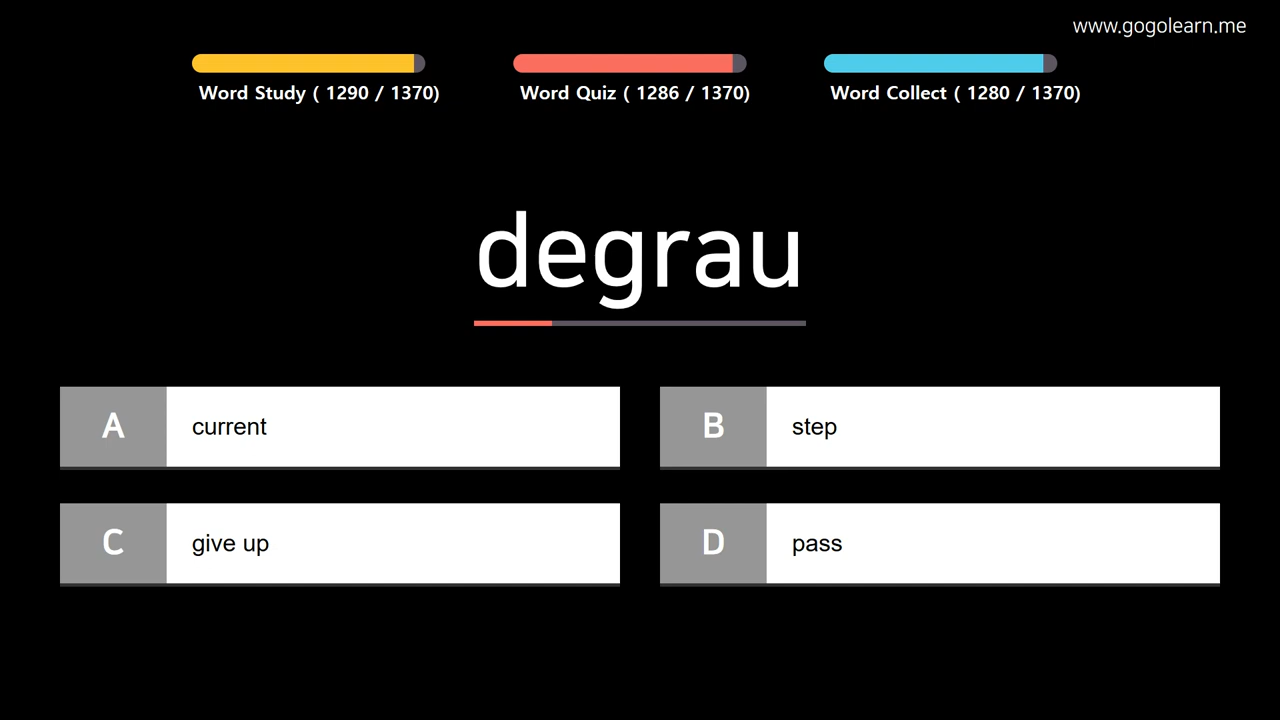 www.gogolearn.me
Word Study ( 1290 / 1370)
Word Quiz ( 1286 / 1370)
Word Collect ( 1280 / 1370)
degrau
A current
B step
C give up
D pass